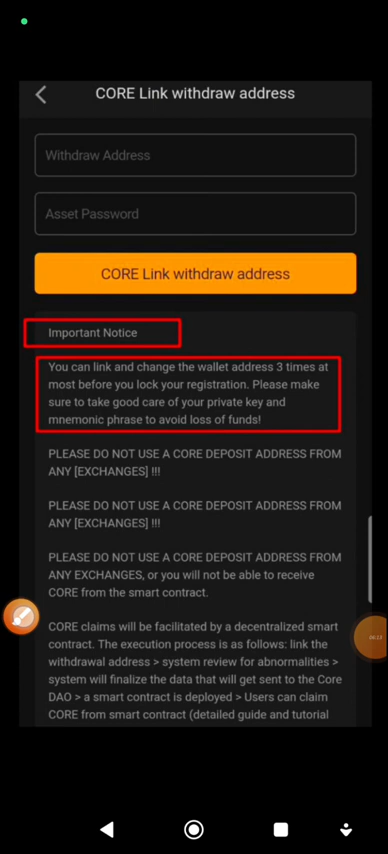 CORE Link withdraw address
Withdraw Address
Asset Password
CORE Link withdraw address
Important Notice
You can link and change the wallet address 3 times at
most before you lock your registration. Please make
sure to take good care of your private key and
mnemonic phrase to avoid loss of funds!
PLEASE DO NOT USE A CORE DEPOSIT ADDRESS FROM
ANY [EXCHANGES] !!!
PLEASE DO NOT USE A CORE DEPOSIT ADDRESS FROM
ANY [EXCHANGES] !!!
PLEASE DO NOT USE A CORE DEPOSIT ADDRESS FROM
ANY EXCHANGES, or you will not be able to receive
CORE from the smart contract.
CORE claims will be facilitated by a decentralized smart
contract. The execution process is as follows: link the
withdrawal address > system review for abnormalities >
system will finalize the data that will get sent to the Core
DAO > a smart contract is deployed > Users can claim
CORE from smart contract (detailed guide and tutorial